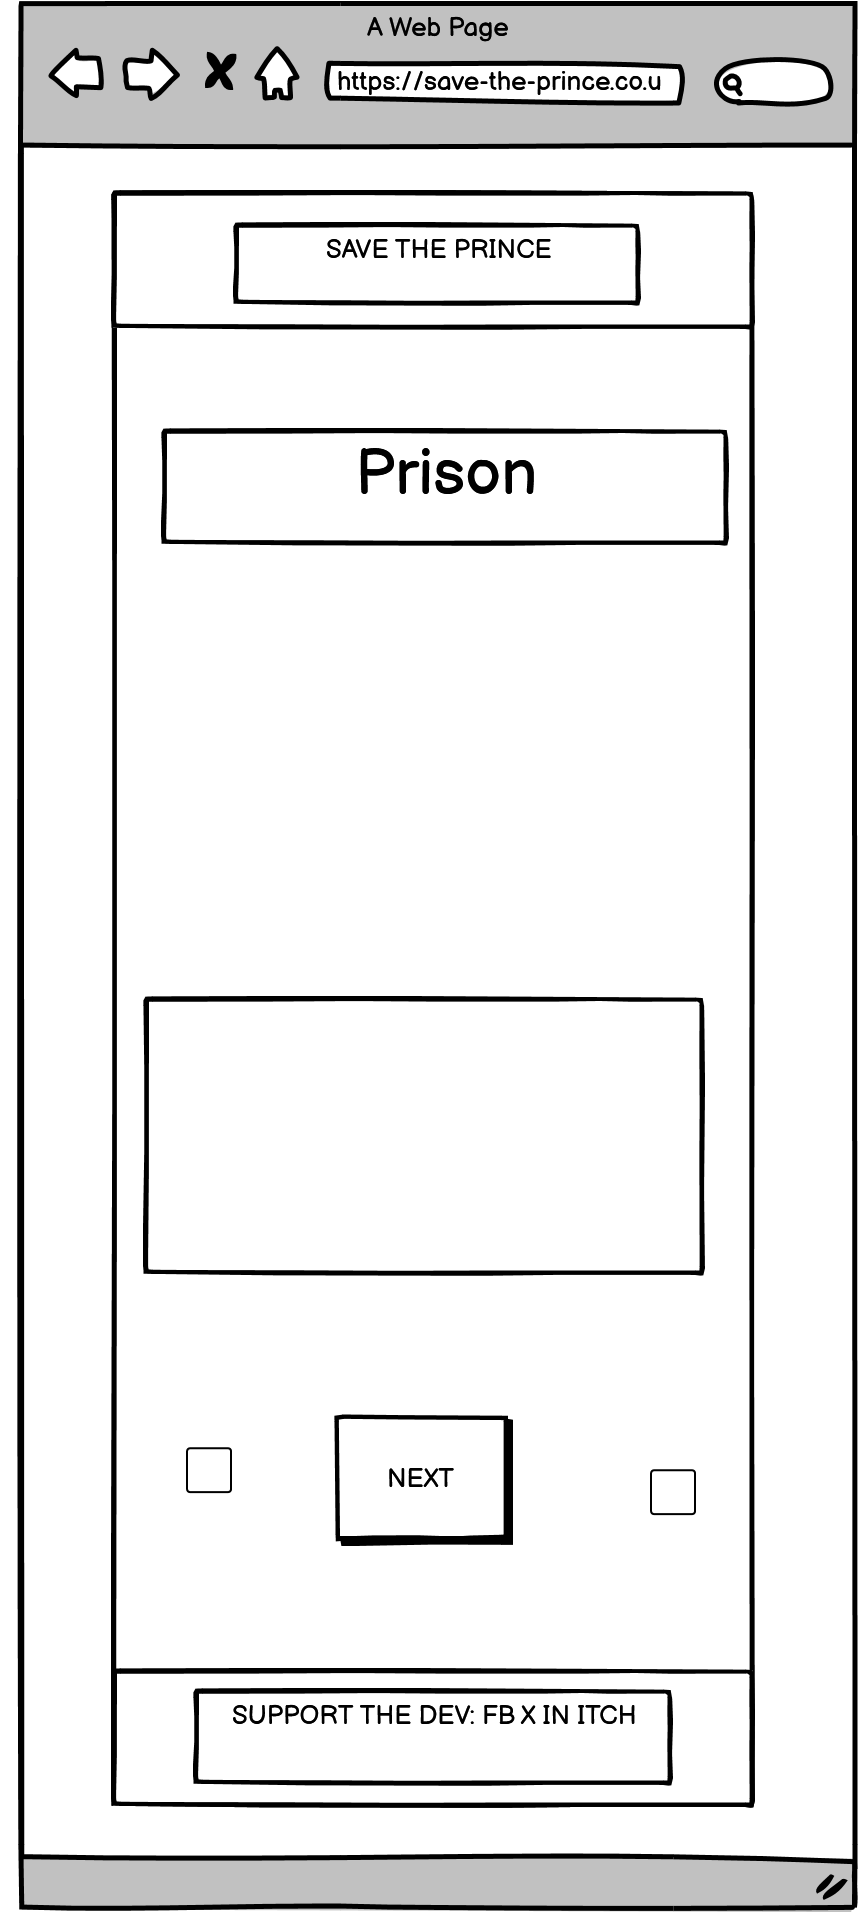 A Web Page
https://save-the-prince.co.u
SAVE THE PRINCE
Prison
NEXT
SUPPORT THE DEV: FB X IN ITCH